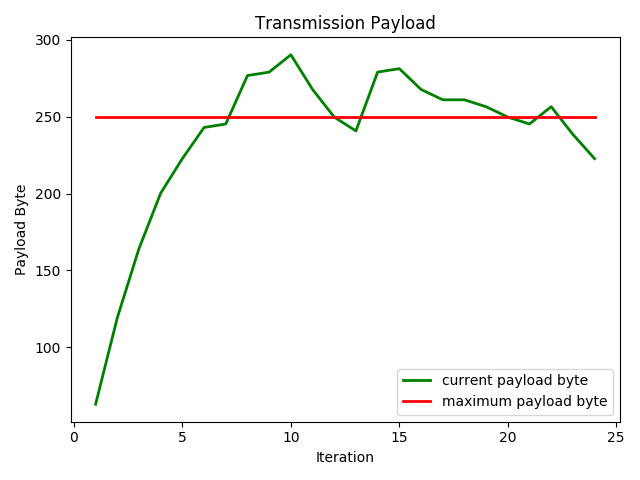 Transmission Payload
300
250
200
150
100
Payload Byte
0
5
10
15
20
25
Iteration
current payload byte
maximum payload byte